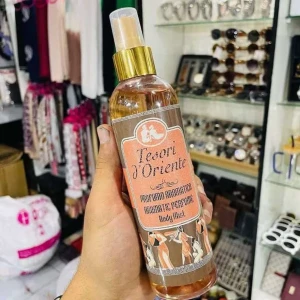 Tesori
d'Oriente
PROFUMO AROMATICO
AROMATIC PERFUME
Body Mist